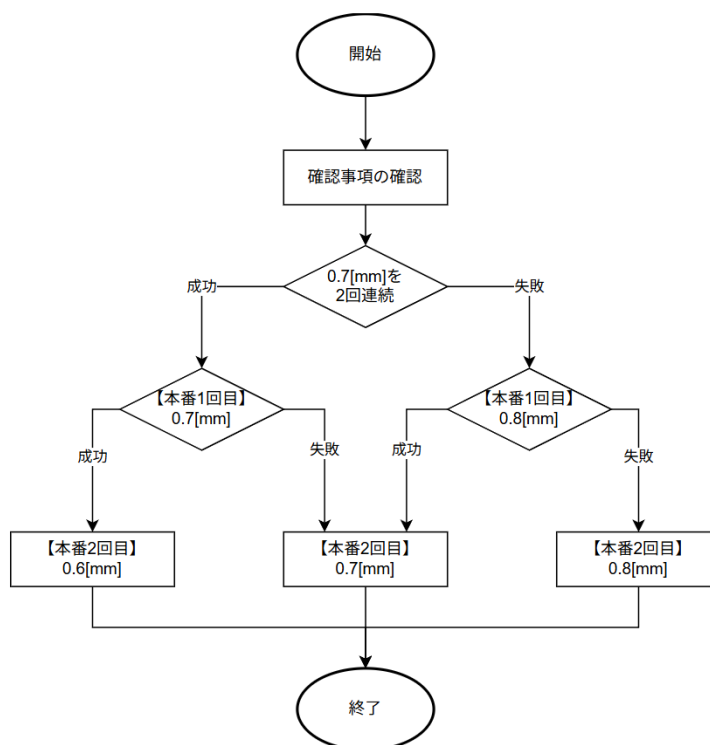 開始
確認事項の確認
0.7[mm]を
2回連続
成功
失敗
【本番1回目】
0.7[mm]
【本番1回目】
0.8[mm]
成功
失敗
成功
失敗
【本番2回目】
0.6[mm]
【本番2回目】
0.7[mm]
【本番2回目】
0.8[mm]
終了